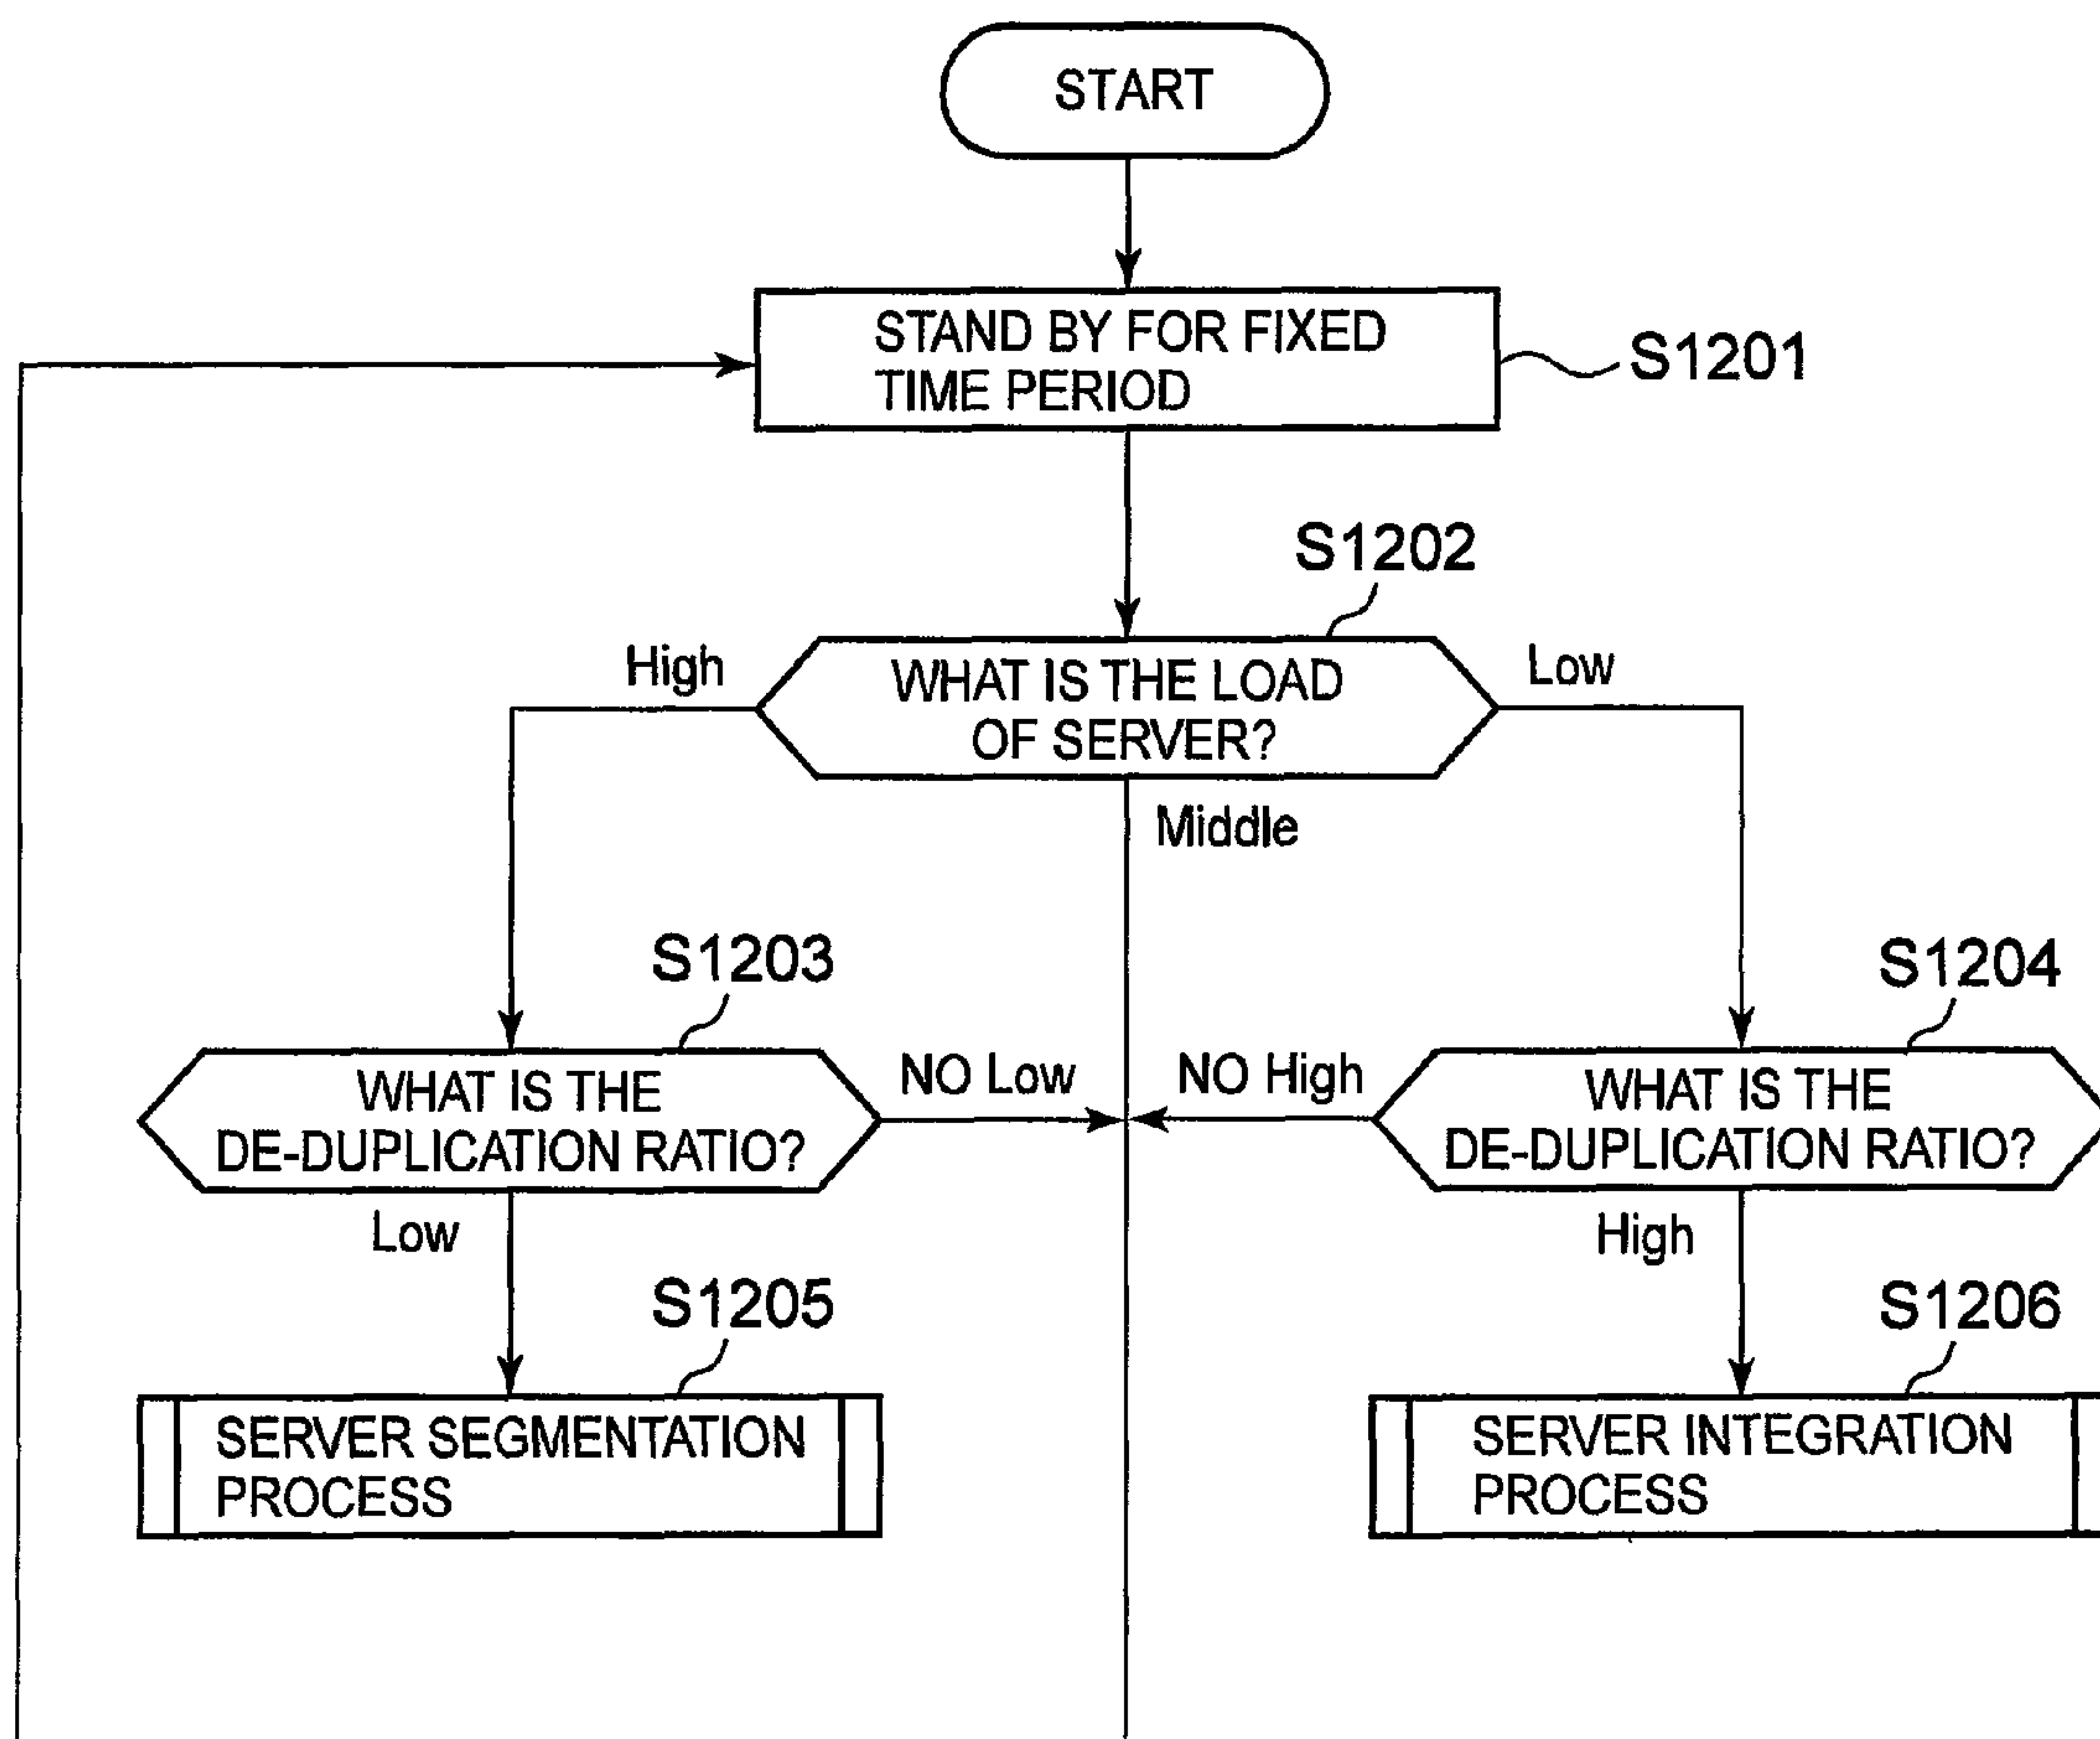 START
STAND BY FOR FIXED
TIME PERIOD
S1201
S1202
High
WHAT IS THE LOAD
OF SERVER?
Low
Middle
S1203
S1204
WHAT IS THE
DE-DUPLICATION RATIO?
NO Low
NO High
WHAT IS THE
DE-DUPLICATION RATIO?
Low
High
S1205
S1206
SERVER SEGMENTATION
PROCESS
SERVER INTEGRATION
PROCESS